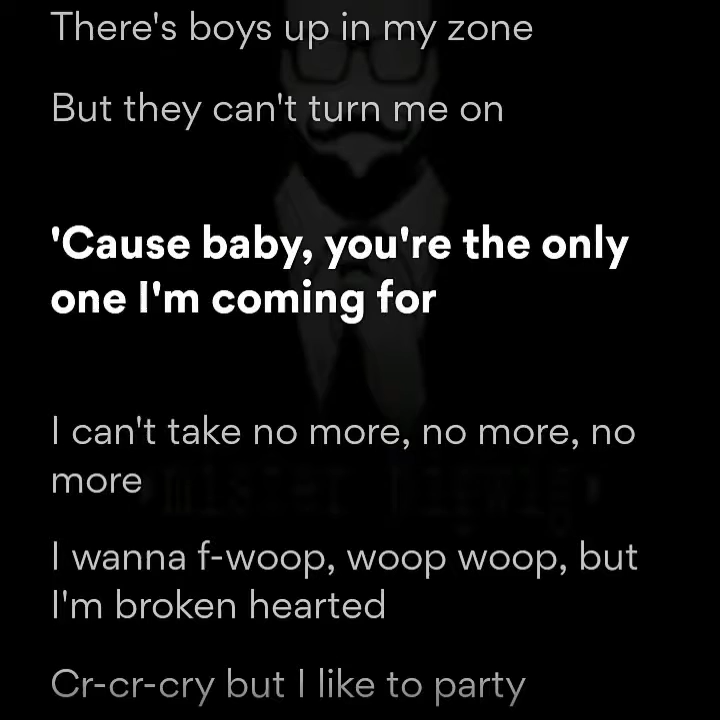 There's boys up in my zone
But they can't turn me on
'Cause baby, you're the only
one I'm coming for
I can't take no more, no more, no
more
I wanna f-woop, woop woop, but
I'm broken hearted
Cr-cr-cry but I like to party